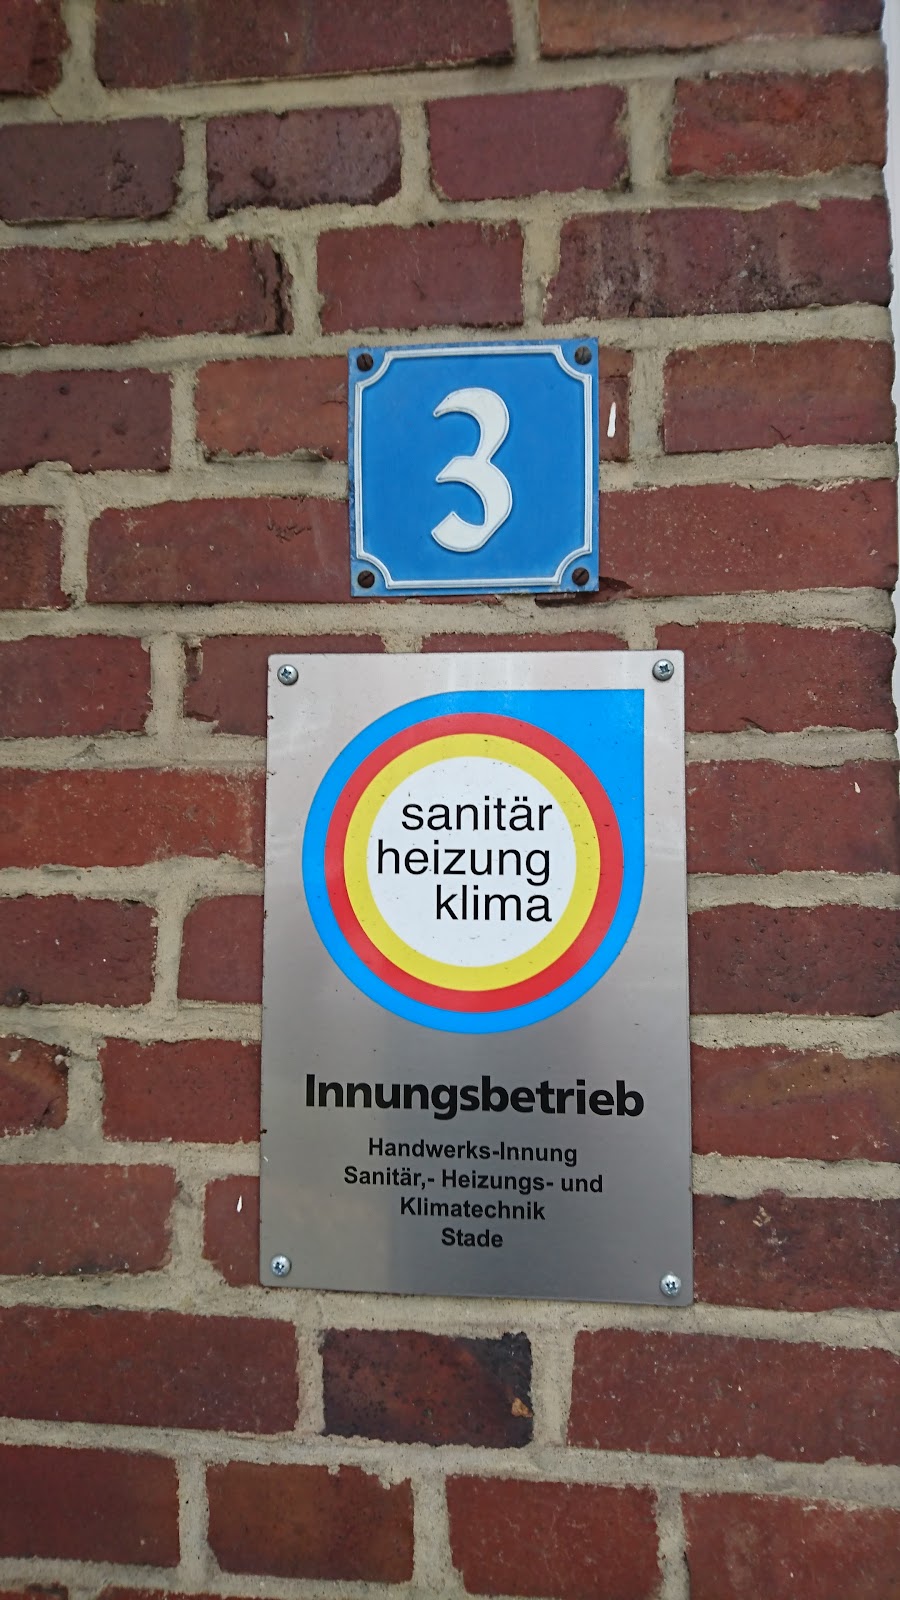 3
sanitär
heizung
klima
Innungsbetrieb
Handwerks-Innung
Sanitär,- Heizungs- und
Klimatechnik
Stade